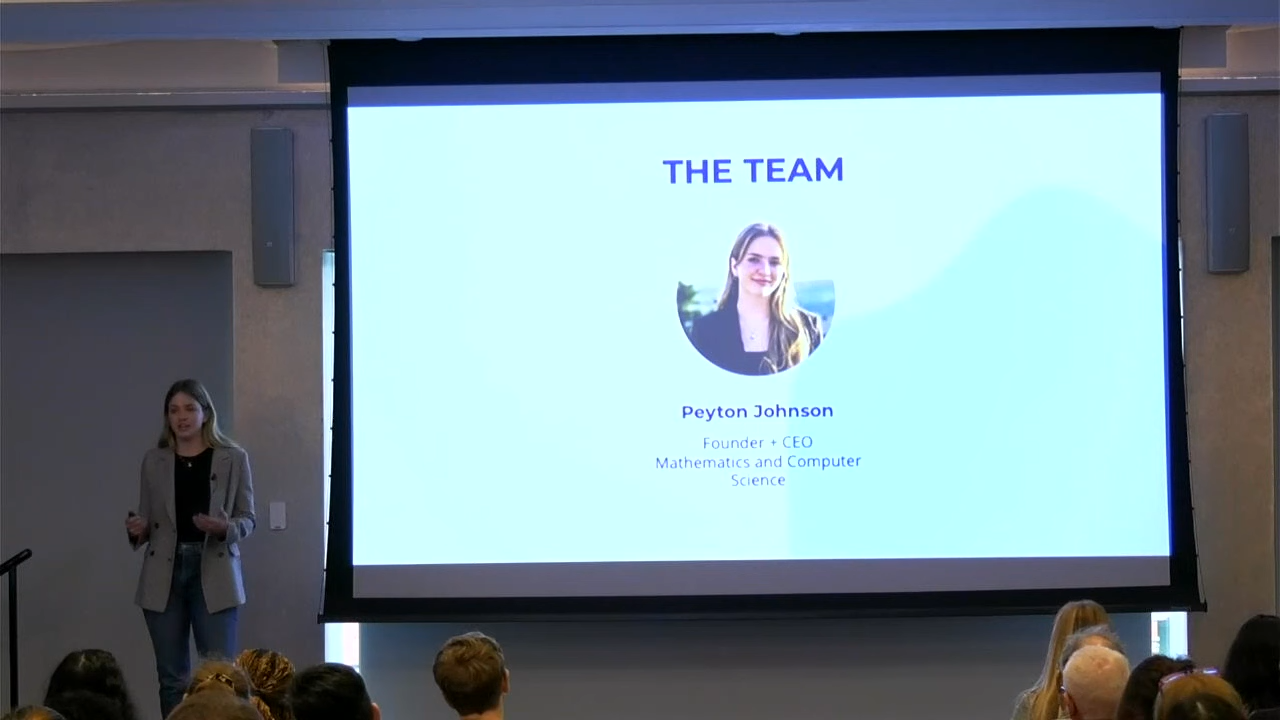 THE TEAM
Peyton Johnson
Founder + CEO
Mathematics and Computer
Science